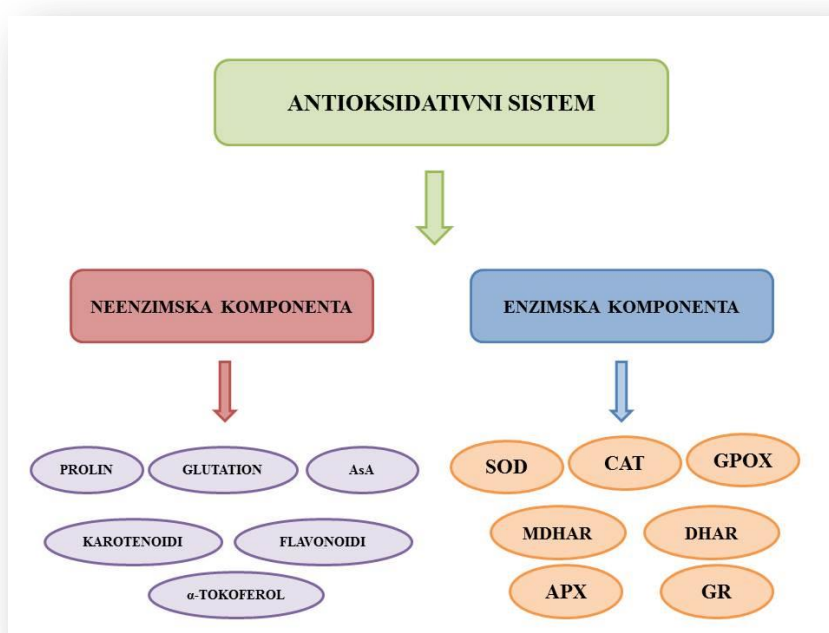 ANTIOKSIDATIVNI SISTEM
NEENZIMSKA KOMPONENTA
ENZIMSKA KOMPONENTA
PROLIN
GLUTATION
AsA
KAROTENOIDI
FLAVONOIDI
α-TOKOFEROL
SOD
CAT
GPOX
MDHAR
DHAR
APX
GR